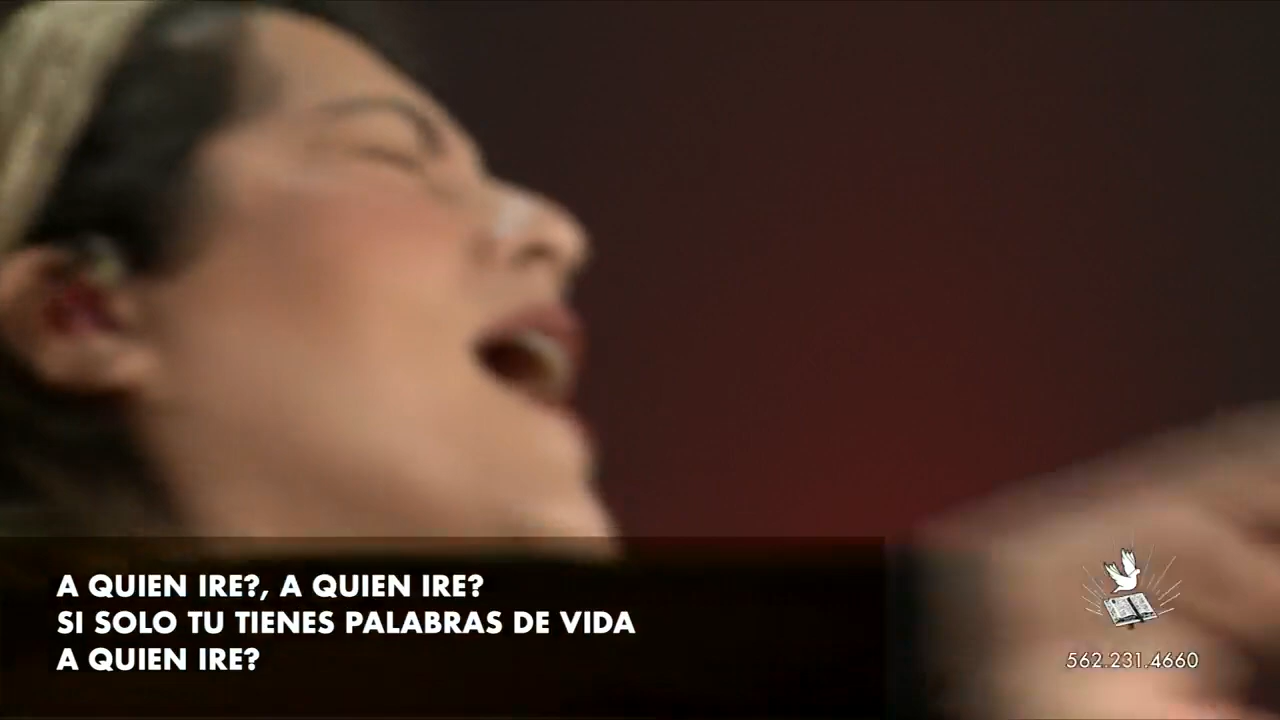 A QUIEN IRE?, A QUIEN IRE?
SI SOLO TU TIENES PALABRAS DE VIDA
A QUIEN IRE?
562.231.4660